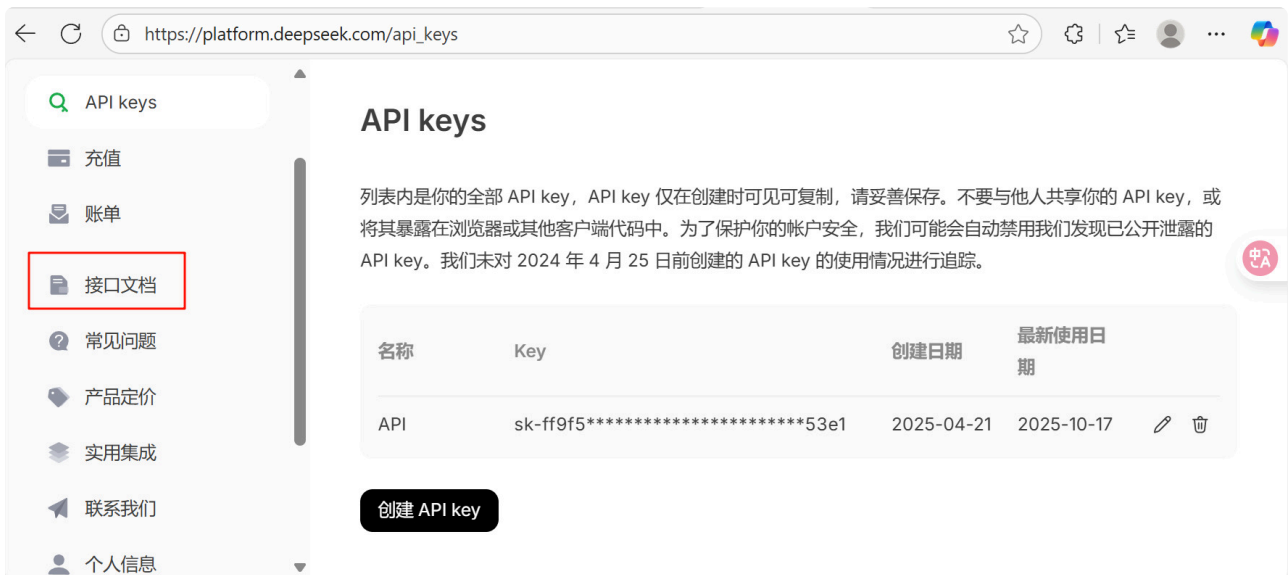 https://platform.deepseek.com/api_keys
API keys
充值
账单
接口文档
常见问题
产品定价
实用集成
联系我们
个人信息
API keys
列表内是你的全部 API key，API key 仅在创建时可见可复制，请妥善保存。不要与他人共享你的 API key，或
将其暴露在浏览器或其他客户端代码中。为了保护你的帐户安全，我们可能会自动禁用我们发现已公开泄露的
API key。我们未对 2024 年 4 月 25 日前创建的 API key 的使用情况进行追踪。
名称 Key 创建日期 最新使用日
期
API sk-ff9f5***********************53e1 2025-04-21 2025-10-17
创建 API key
中A